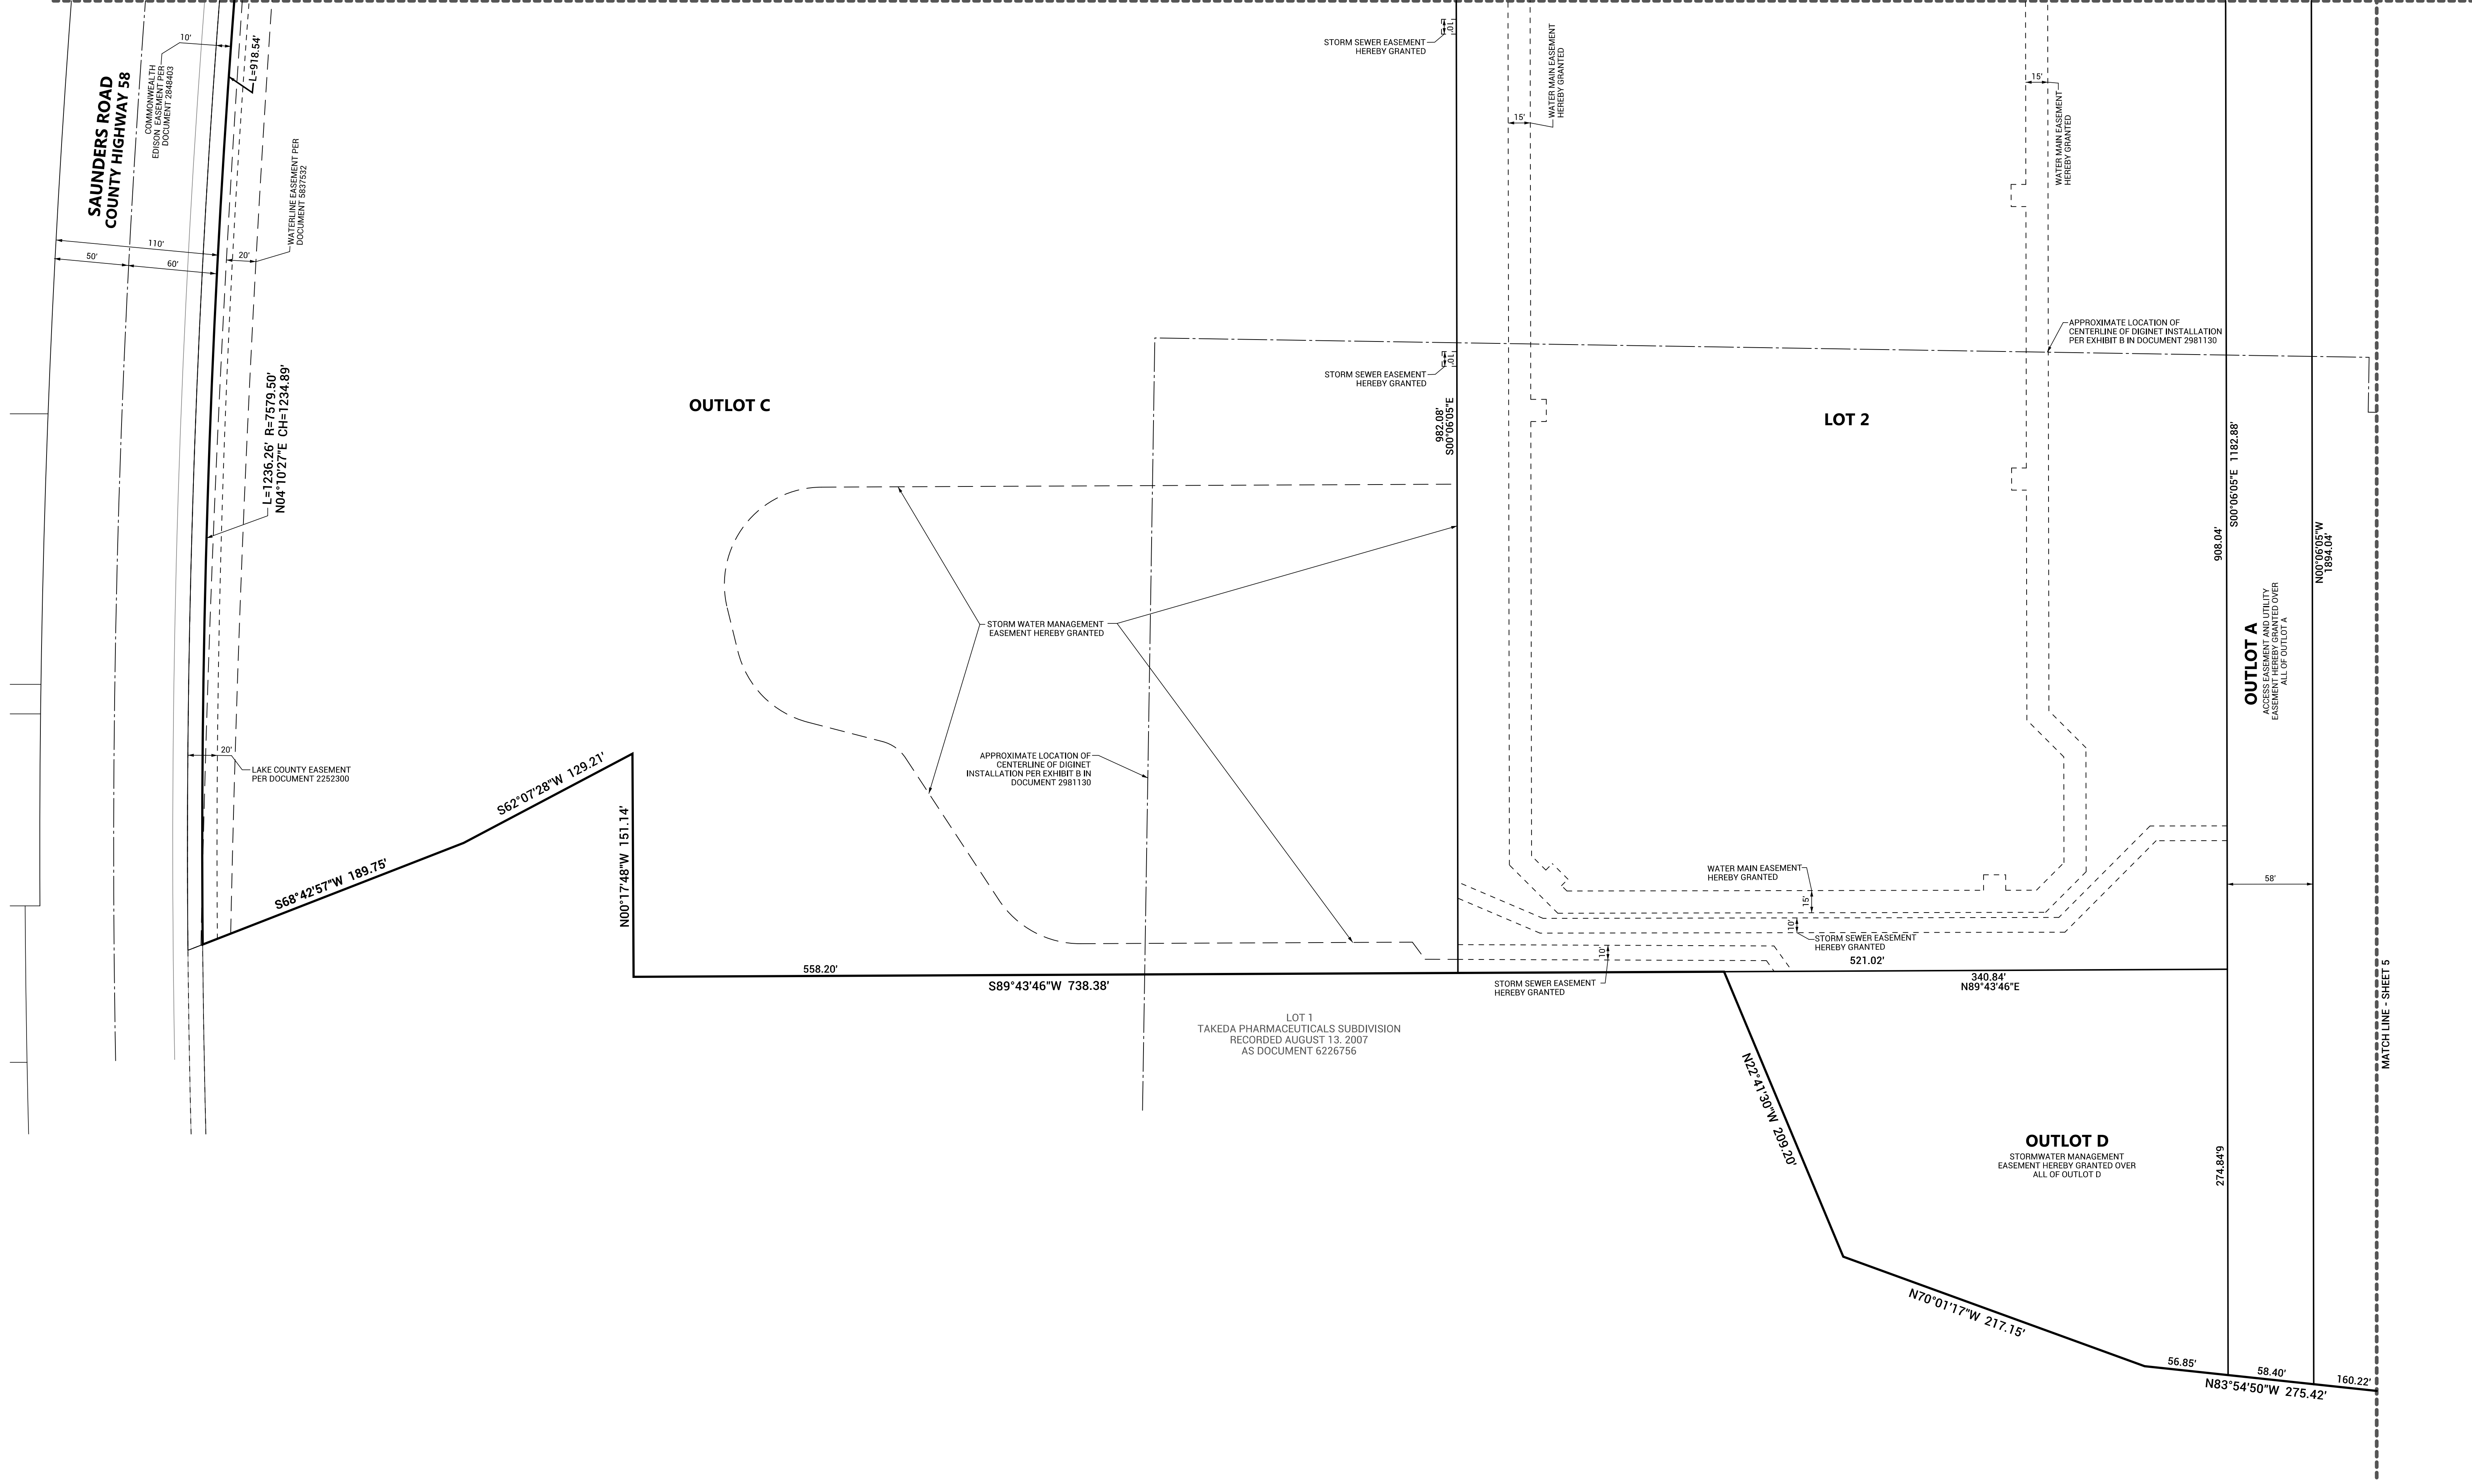 10'
L=918.54'
SAUNDERS ROAD
COUNTY HIGHWAY 58
COMMONWEALTH
EDISON EASEMENT PER
DOCUMENT 2848403
WATERLINE EASEMENT PER
DOCUMENT 5837532
110'
50'
60'
20'
L=1236.26' R=7579.50'
N04°10'27"E CH=1234.89'
20'
LAKE COUNTY EASEMENT
PER DOCUMENT 2252300
S68°42'57"W 189.75'
S62°07'28"W 129.21'
N00°17'48"W 151.14'
OUTLOT C
STORM SEWER EASEMENT
HEREBY GRANTED
10'
STORM SEWER EASEMENT
HEREBY GRANTED
10'
982.08'
S00°06'05"E
STORM WATER MANAGEMENT
EASEMENT HEREBY GRANTED
APPROXIMATE LOCATION OF
CENTERLINE OF DIGINET
INSTALLATION PER EXHIBIT B IN
DOCUMENT 2981130
558.20'
S89°43'46"W 738.38'
LOT 1
TAKEDA PHARMACEUTICALS SUBDIVISION
RECORDED AUGUST 13. 2007
AS DOCUMENT 6226756
15'
WATER MAIN EASEMENT
HEREBY GRANTED
15'
WATER MAIN EASEMENT
HEREBY GRANTED
APPROXIMATE LOCATION OF
CENTERLINE OF DIGINET INSTALLATION
PER EXHIBIT B IN DOCUMENT 2981130
LOT 2
WATER MAIN EASEMENT
HEREBY GRANTED
15'
10'
STORM SEWER EASEMENT
HEREBY GRANTED
10'
STORM SEWER EASEMENT
HEREBY GRANTED
521.02'
340.84'
N89°43'46"E
908.04'
S00°06'05"E 1182.88'
N00°06'05"W
1894.04'
OUTLOT A
ACCESS EASEMENT AND UTILITY
EASEMENT HEREBY GRANTED OVER
ALL OF OUTLOT A
58'
MATCH LINE - SHEET 5
N22°41'30"W 209.20'
OUTLOT D
STORMWATER MANAGEMENT
EASEMENT HEREBY GRANTED OVER
ALL OF OUTLOT D
274.84'9
N70°01'17"W 217.15'
56.85'
58.40'
160.22'
N83°54'50"W 275.42'